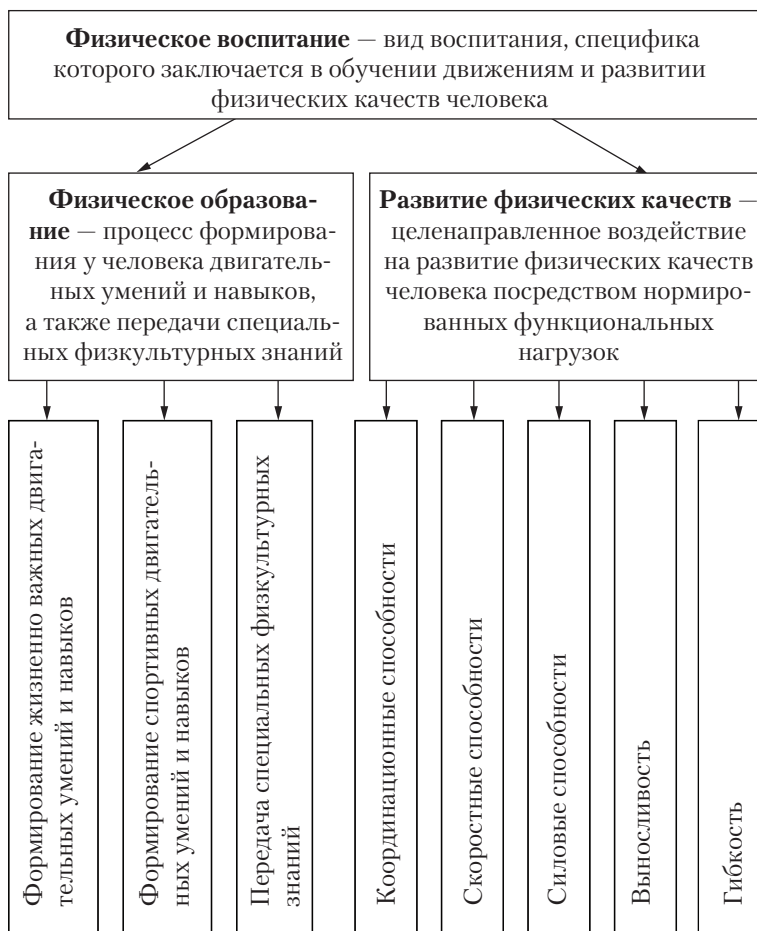 Физическое воспитание — вид воспитания, специфика
которого заключается в обучении движениям и развитии
физических качеств человека
Физическое образова-
ние — процесс формирова-
ния у человека двигатель-
ных умений и навыков,
а также передачи специаль-
ных физкультурных знаний
Развитие физических качеств —
целенаправленное воздействие
на развитие физических качеств
человека посредством нормиро-
ванных функциональных
нагрузок
Формирование жизненно важных двига-
тельных умений и навыков
Формирование спортивных двигатель-
ных умений и навыков
Передача специальных физкультурных
знаний
Координационные способности
Скоростные способности
Силовые способности
Выносливость
Гибкость